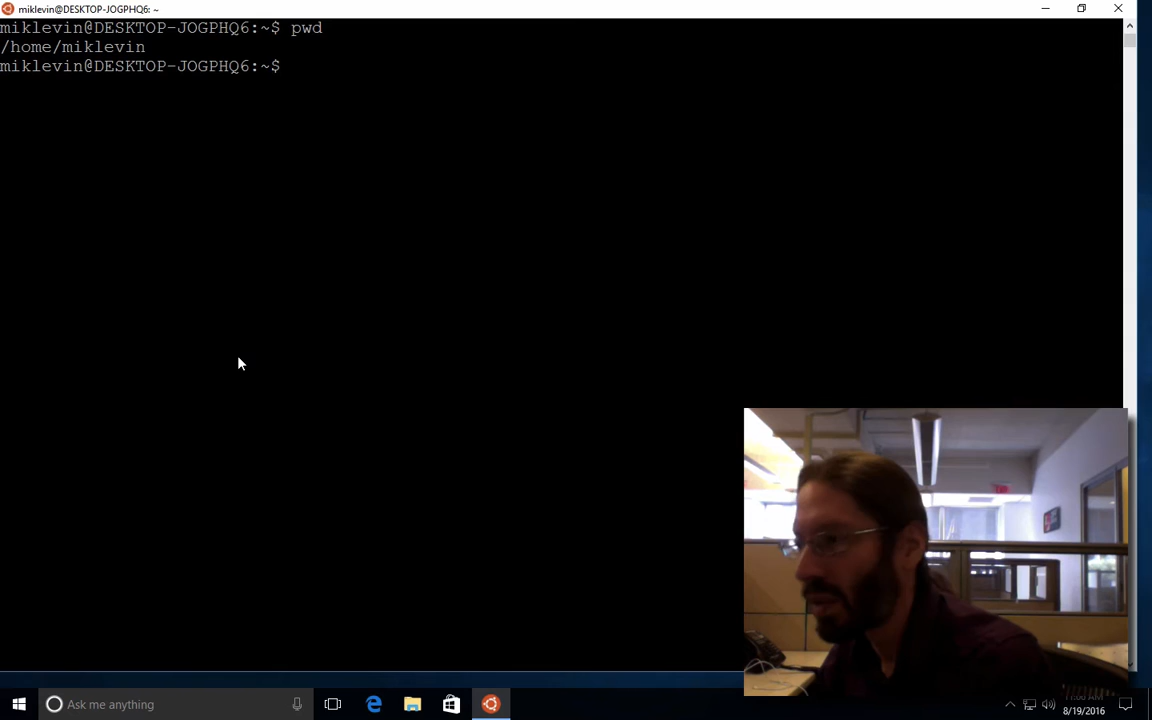 miklevin@DESKTOP-JOGPHQ6: ~
miklevin@DESKTOP-JOGPHQ6:~$ pwd
/home/miklevin
miklevin@DESKTOP-JOGPHQ6:~$
Ask me anything
8/19/2016